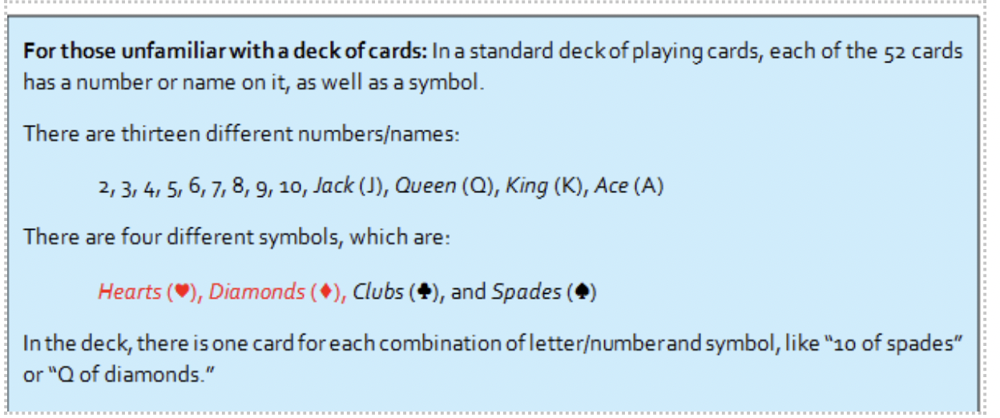 For those unfamiliar with a deck of cards: In a standard deck of playing cards, each of the 52 cards
has a number or name on it, as well as a symbol.
There are thirteen different numbers/names:
2, 3, 4, 5, 6, 7, 8, 9, 10, Jack (J), Queen (Q), King (K), Ace (A)
There are four different symbols, which are:
Hearts (♥), Diamonds (♦), Clubs (♣), and Spades (♠)
In the deck, there is one card for each combination of letter/number and symbol, like “10 of spades”
or “Q of diamonds.”